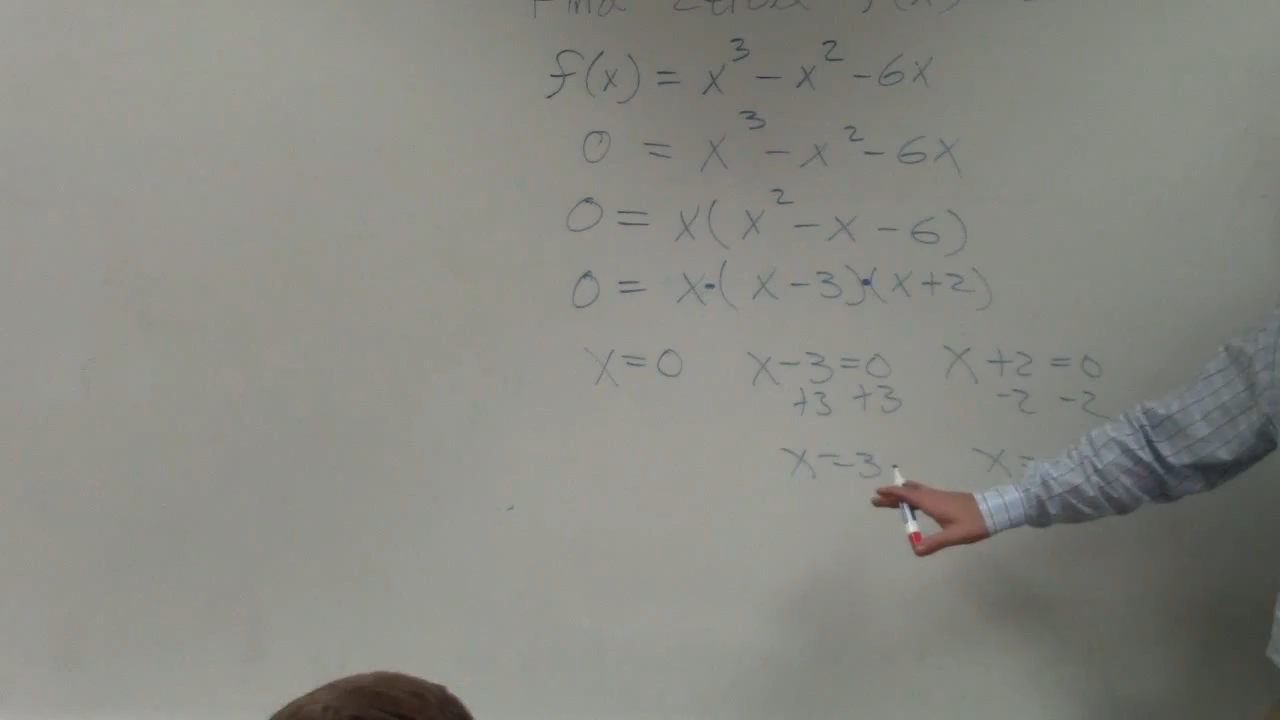 Find f(x)
f(x) = x³ - x² - 6x
0 = x³ - x² - 6x
0 = x(x² - x - 6)
0 = x·(x - 3)·(x + 2)
x = 0 x - 3 = 0 x + 2 = 0
+3 +3 -2 -2
x = 3 x =